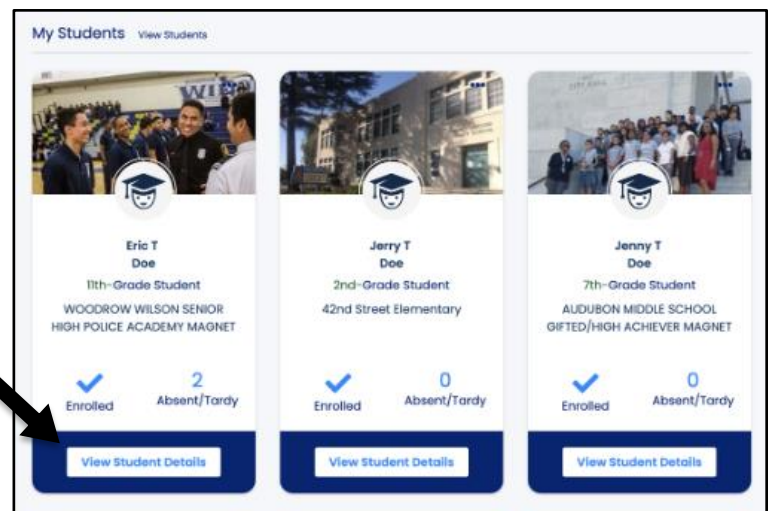 My Students View Students
Eric T
Doe
11th-Grade Student
WOODROW WILSON SENIOR
HIGH POLICE ACADEMY MAGNET
2
Enrolled Absent/Tardy
View Student Details
Jerry T
Doe
2nd-Grade Student
42nd Street Elementary
0
Enrolled Absent/Tardy
View Student Details
CITY HALL
Jenny T
Doe
7th-Grade Student
AUDUBON MIDDLE SCHOOL
GIFTED/HIGH ACHIEVER MAGNET
0
Enrolled Absent/Tardy
View Student Details